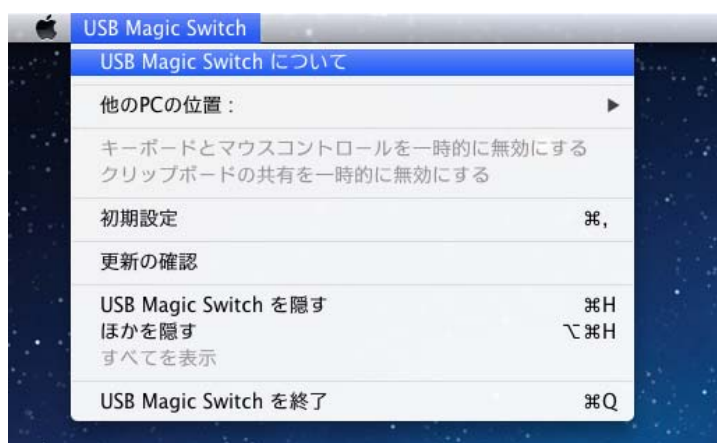 USB Magic Switch
USB Magic Switch について
他のPCの位置：
キーボードとマウスコントロールを一時的に無効にする
クリップボードの共有を一時的に無効にする
初期設定 ⌘,
更新の確認
USB Magic Switch を隠す ⌘H
ほかを隠す ⌥⌘H
すべてを表示
USB Magic Switch を終了 ⌘Q